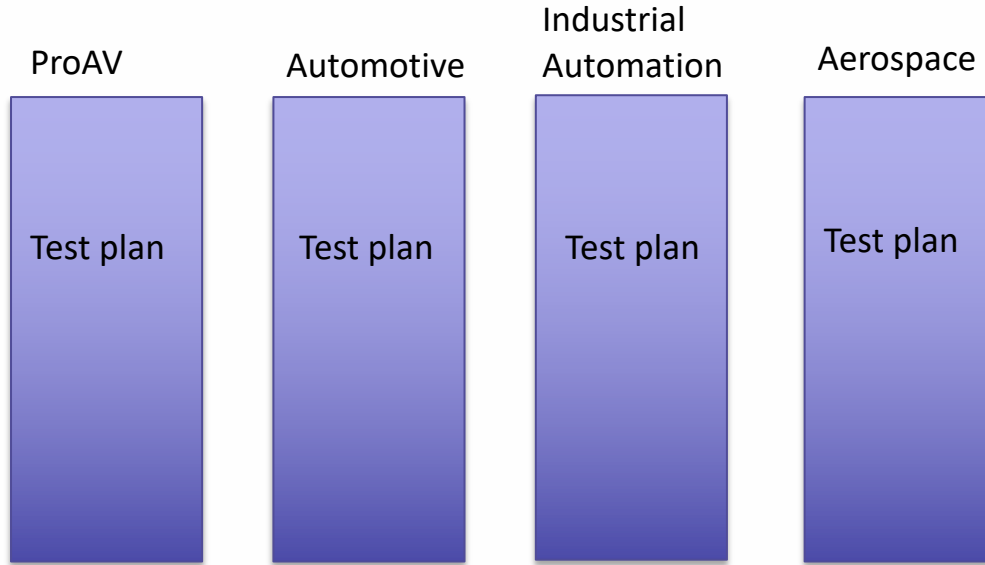 ProAV
Automotive
Industrial
Automation
Aerospace
Test plan
Test plan
Test plan
Test plan